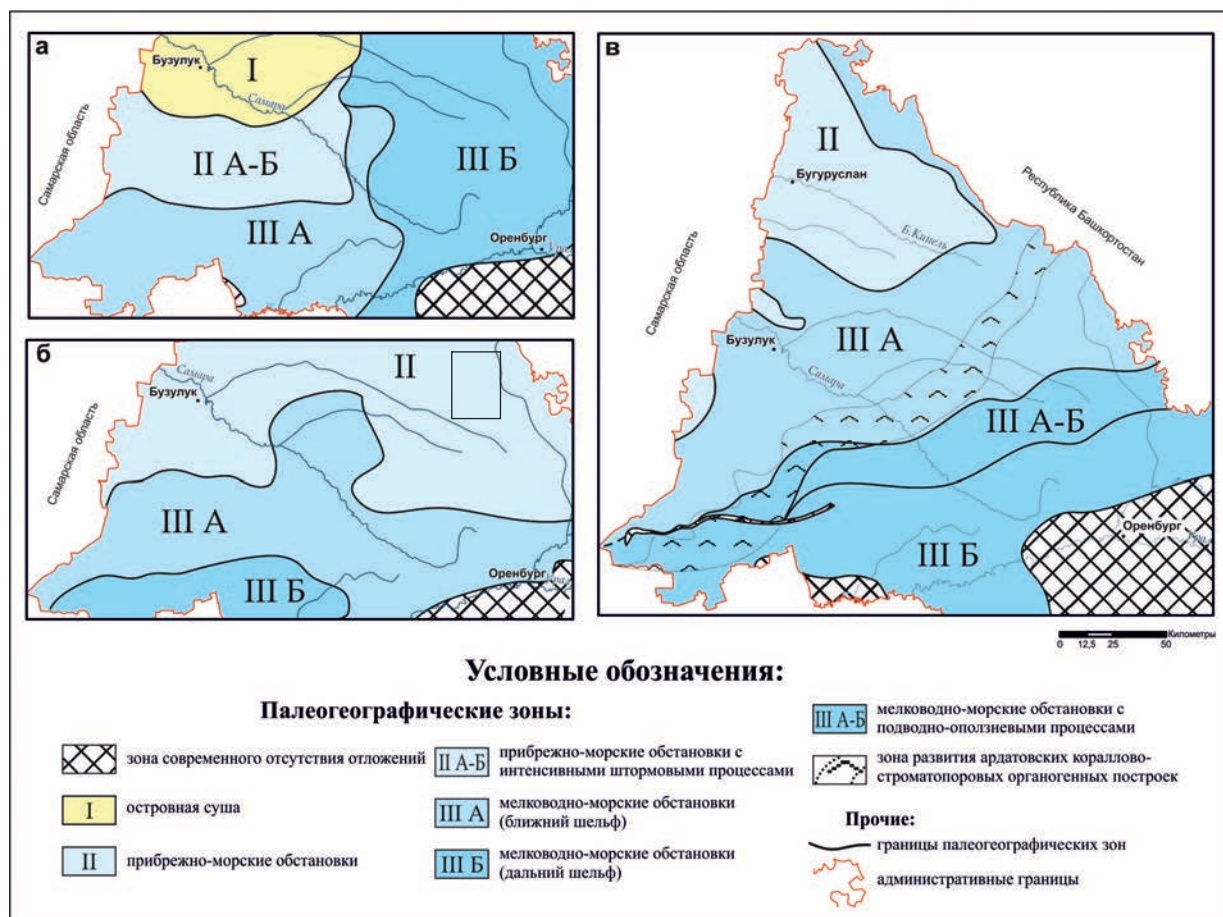 а
Бузулук
I
Самара
Самарская область
II А-Б
III Б
III А
Оренбург
б
Самара
II
Бузулук
Самарская область
III А
Оренбург
III Б
в
II
Бугуруслан
Республика Башкортостан
Б.Кинель
Самарская область
III А
Бузулук
Самара
III А-Б
Оренбург
III Б
Километры
0 12,5 25 50
Условные обозначения:
Палеогеографические зоны:
зона современного отсутствия отложений
I островная суша
II прибрежно-морские обстановки
II А-Б прибрежно-морские обстановки с
интенсивными штормовыми процессами
III А мелководно-морские обстановки
(ближний шельф)
III Б мелководно-морские обстановки
(дальний шельф)
III А-Б мелководно-морские обстановки с
подводно-оползневыми процессами
зона развития ардатовских кораллово-
строматопоровых органогенных построек
Прочие:
границы палеогеографических зон
административные границы